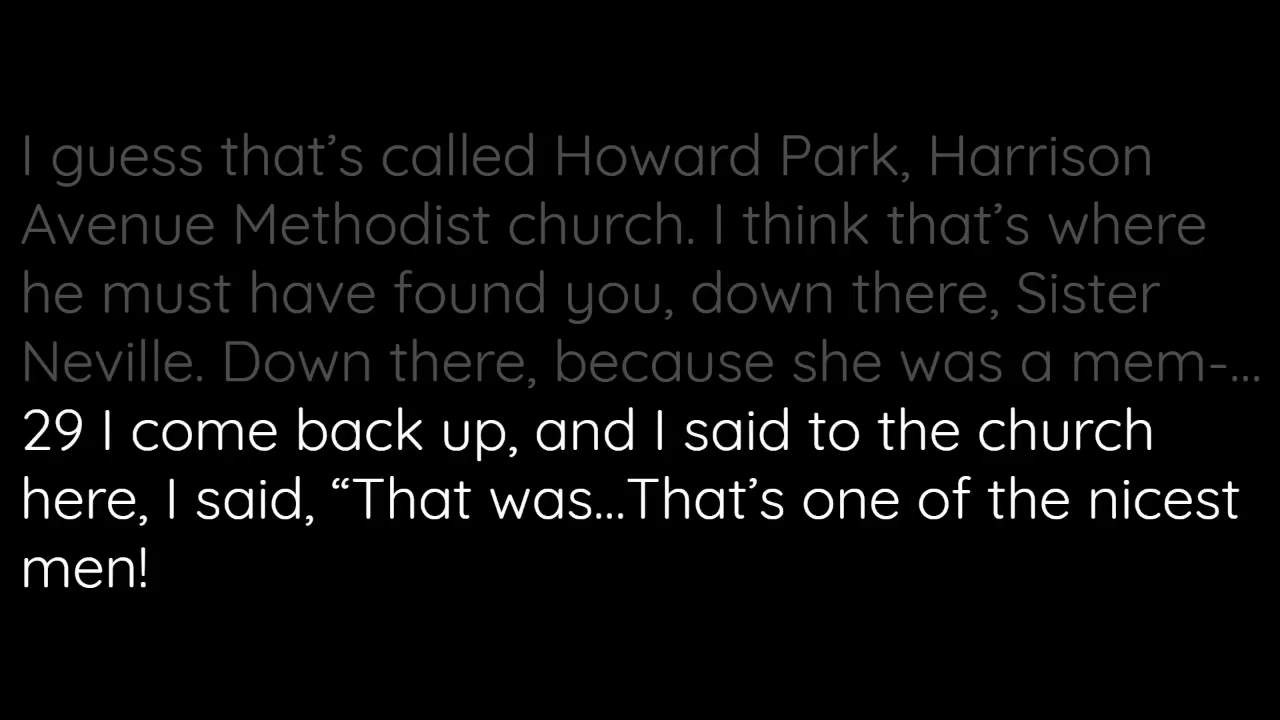 I guess that’s called Howard Park, Harrison
Avenue Methodist church. I think that’s where
he must have found you, down there, Sister
Neville. Down there, because she was a mem-...
29 I come back up, and I said to the church
here, I said, “That was...That’s one of the nicest
men!